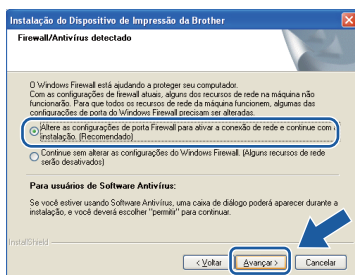 Instalação do Dispositivo de Impressão da Brother
Firewall/Antivírus detectado
O Windows Firewall está ajudando a proteger seu computador.
Com as configurações de firewall atuais, alguns dos recursos de rede na máquina não
funcionarão. Para que todos os recursos de rede da máquina funcionem, algumas das
configurações de porta do Windows Firewall precisam ser alteradas.
Altere as configurações de porta Firewall para ativar a conexão de rede e continue com a
instalação. (Recomendado)
Continue sem alterar as configurações do Windows Firewall. (Alguns recursos de rede
serão desativados)
Para usuários de Software Antivírus:
Se você estiver usando Software Antivírus, uma caixa de diálogo poderá aparecer durante a
instalação, e você deverá escolher "permitir" para continuar.
InstallShield
< Voltar
Avançar >
Cancelar